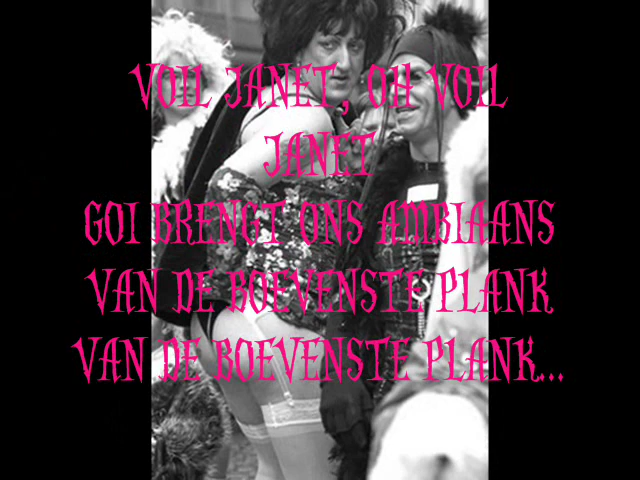 VOIL JANET, OH VOIL
JANET
GOI BRENGT ONS AMBIAANS
VAN DE BOEVENSTE PLANK
VAN DE BOEVENSTE PLANK...